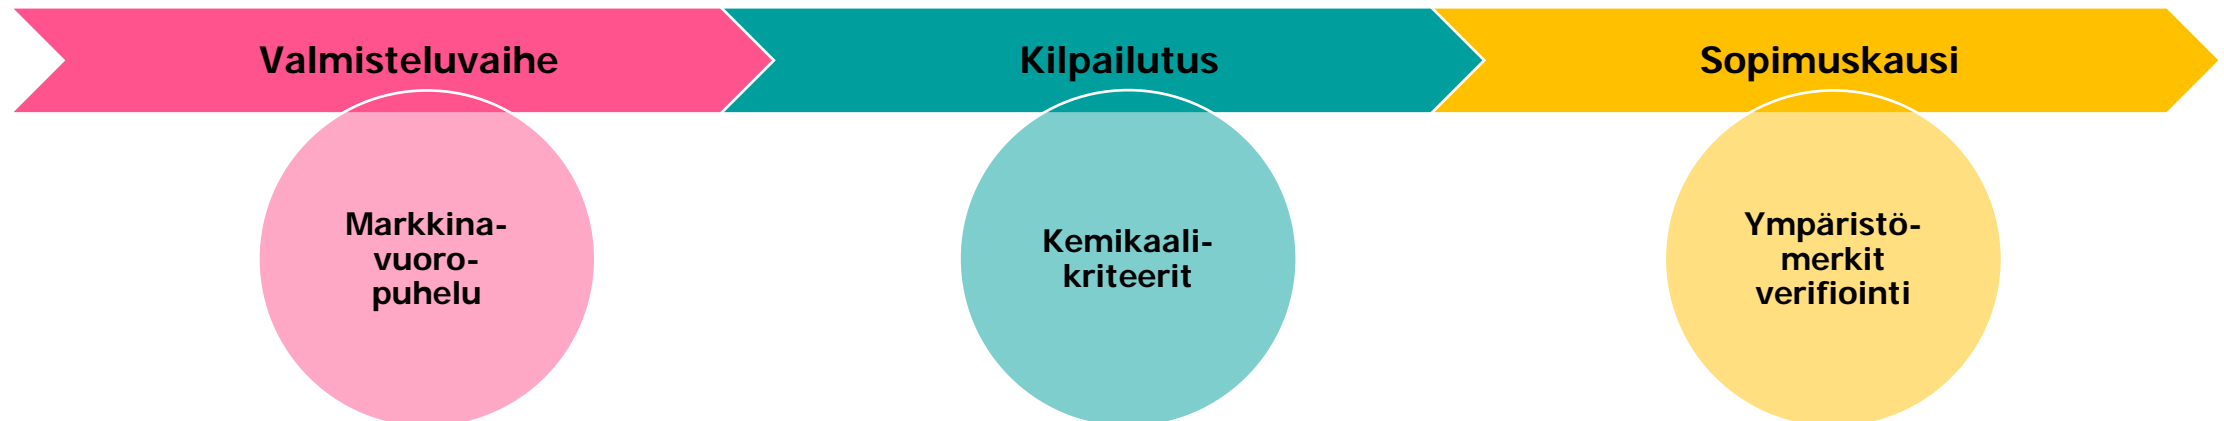 Valmisteluvaihe
Kilpailutus
Sopimuskausi
Markkina-
vuoro-
puhelu
Kemikaali-
kriteerit
Ympäristö-
merkit
verifiointi